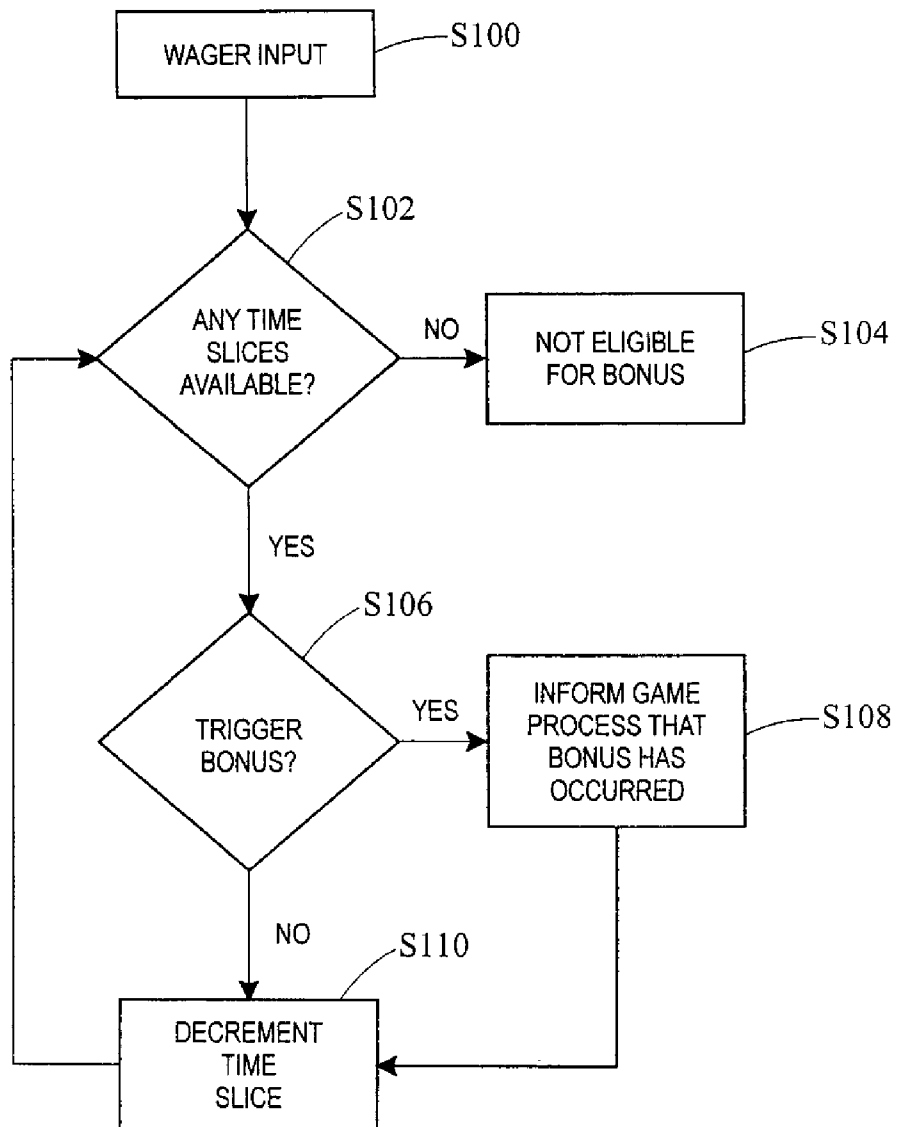 WAGER INPUT
S100
S102
ANY TIME
SLICES
AVAILABLE?
NO
NOT ELIGIBLE
FOR BONUS
S104
YES
S106
TRIGGER
BONUS?
YES
INFORM GAME
PROCESS THAT
BONUS HAS
OCCURRED
S108
NO
S110
DECREMENT
TIME
SLICE